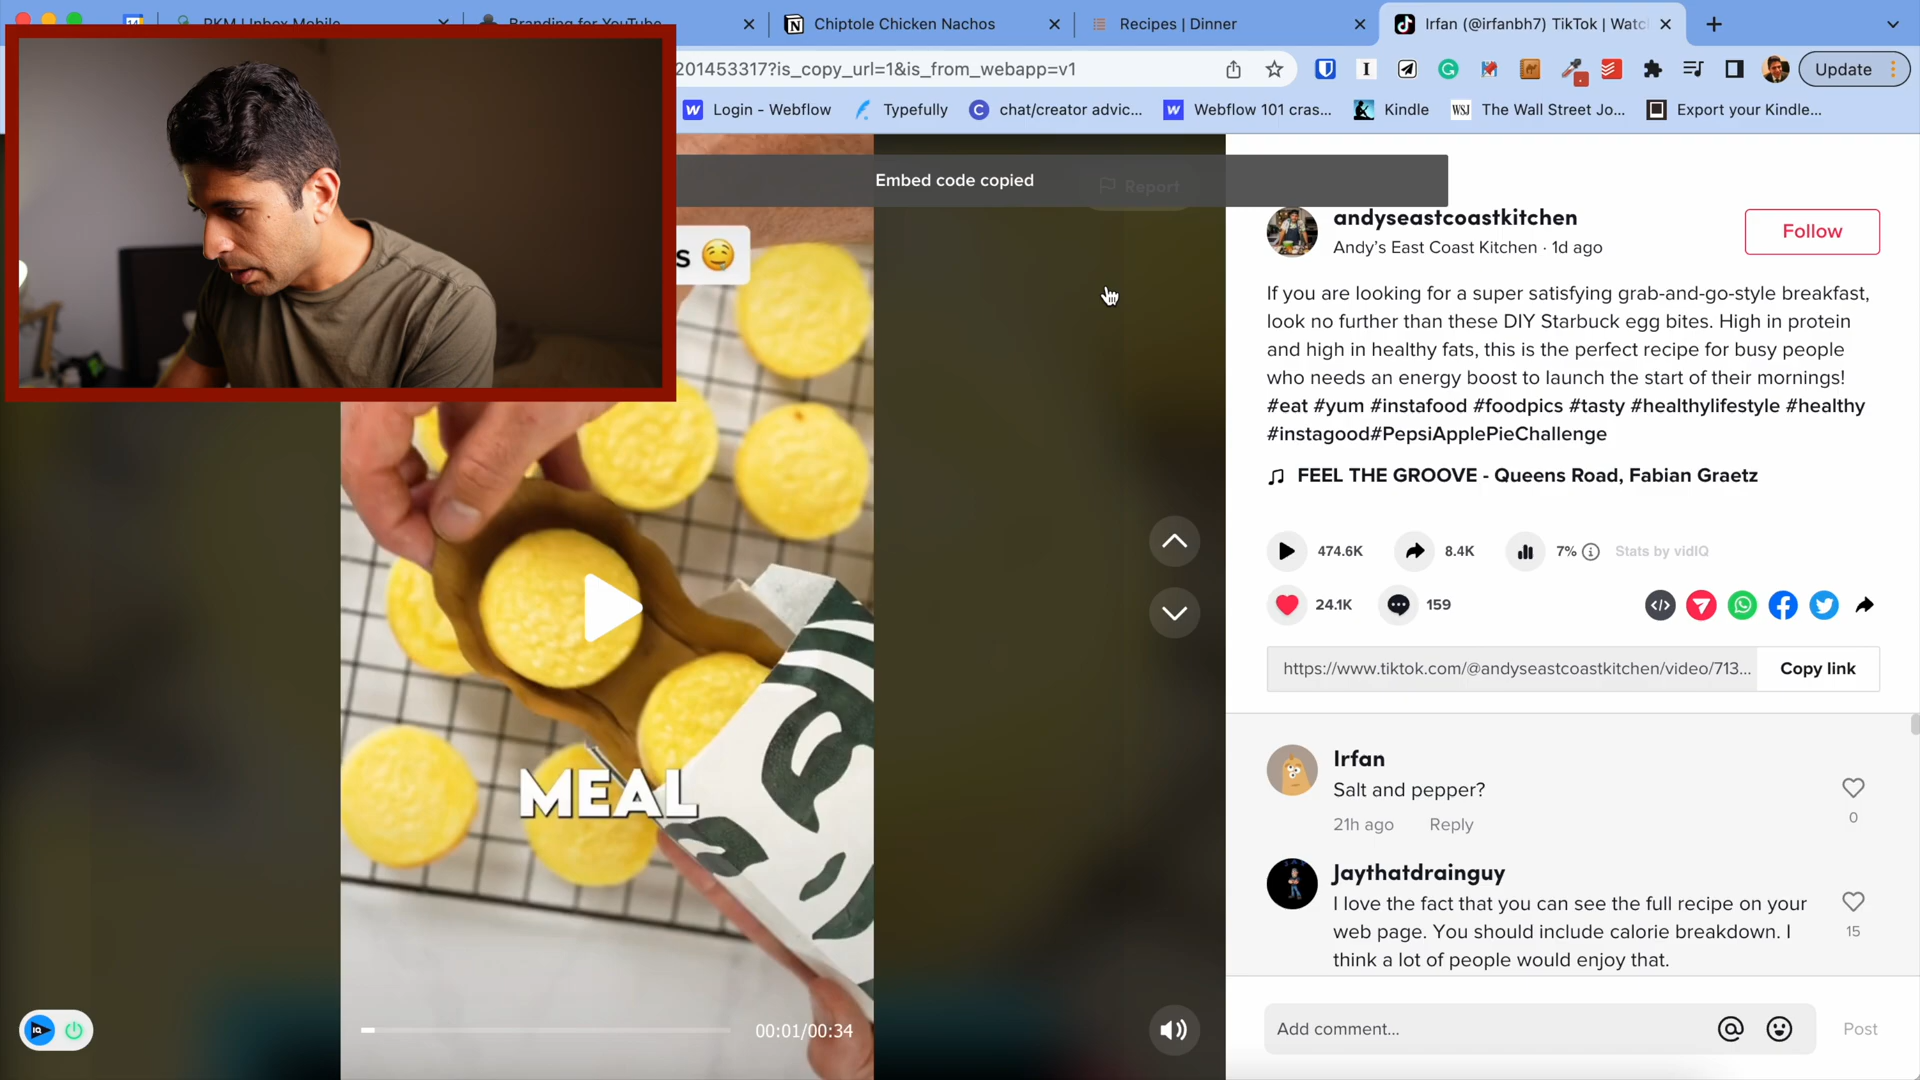 Branding for YouTube
Chiptole Chicken Nachos
Recipes | Dinner
Irfan (@irfanbh7) TikTok | Watc
201453317?is_copy_url=1&is_from_webapp=v1
Update
Login - Webflow
Typefully
chat/creator advic...
Webflow 101 cras...
Kindle
WSJ
The Wall Street Jo...
Export your Kindle...
Embed code copied
Report
s
MEAL
00:01/00:34
IQ
andyseastcoastkitchen
Andy's East Coast Kitchen · 1d ago
Follow
If you are looking for a super satisfying grab-and-go-style breakfast,
look no further than these DIY Starbuck egg bites. High in protein
and high in healthy fats, this is the perfect recipe for busy people
who needs an energy boost to launch the start of their mornings!
#eat #yum #instafood #foodpics #tasty #healthylifestyle #healthy
#instagood#PepsiApplePieChallenge
FEEL THE GROOVE - Queens Road, Fabian Graetz
474.6K
8.4K
7%
Stats by vidIQ
24.1K
159
https://www.tiktok.com/@andyseastcoastkitchen/video/713...
Copy link
Irfan
Salt and pepper?
21h ago
Reply
0
Jaythatdrainguy
I love the fact that you can see the full recipe on your
web page. You should include calorie breakdown. I
think a lot of people would enjoy that.
15
Add comment...
Post